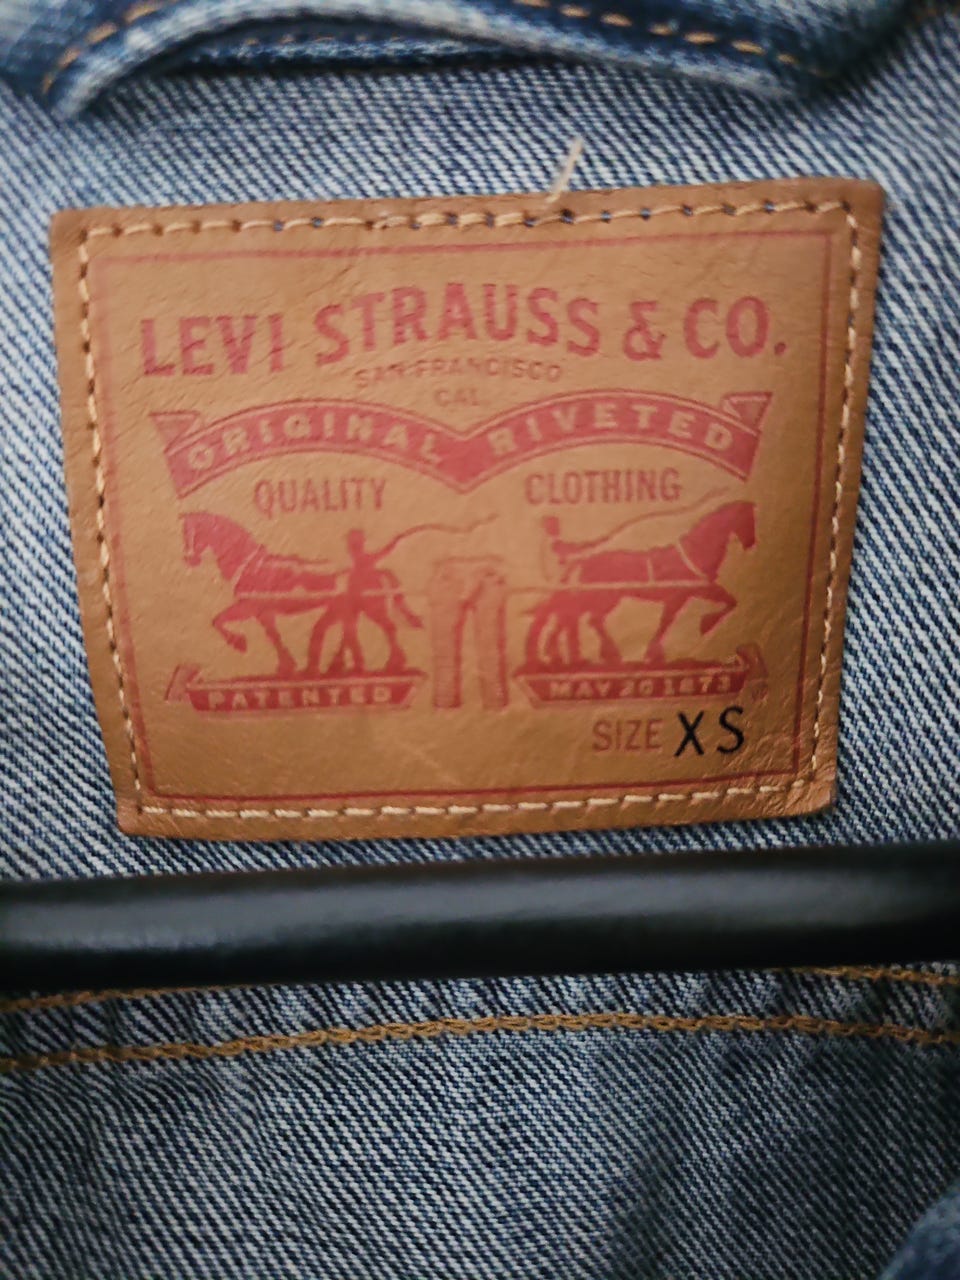 LEVI STRAUSS & CO.
SAN FRANCISCO
CAL.
ORIGINAL RIVETED
QUALITY CLOTHING
PATENTED MAY 20 1873
SIZE XS